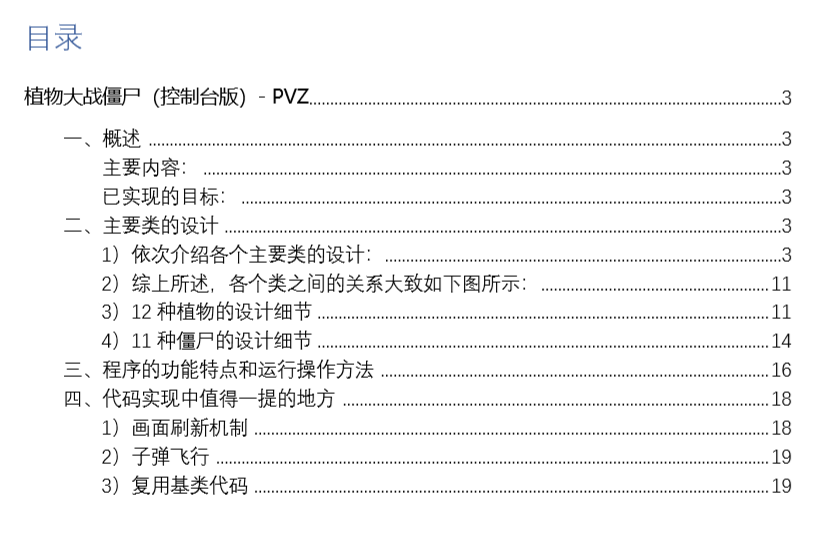 目录
植物大战僵尸（控制台版）- PVZ........3
一、概述........3
主要内容：........3
已实现的目标：........3
二、主要类的设计........3
1）依次介绍各个主要类的设计：........3
2）综上所述，各个类之间的关系大致如下图所示：........11
3）12 种植物的设计细节........11
4）11 种僵尸的设计细节........14
三、程序的功能特点和运行操作方法........16
四、代码实现中值得一提的地方........18
1）画面刷新机制........18
2）子弹飞行........19
3）复用基类代码........19